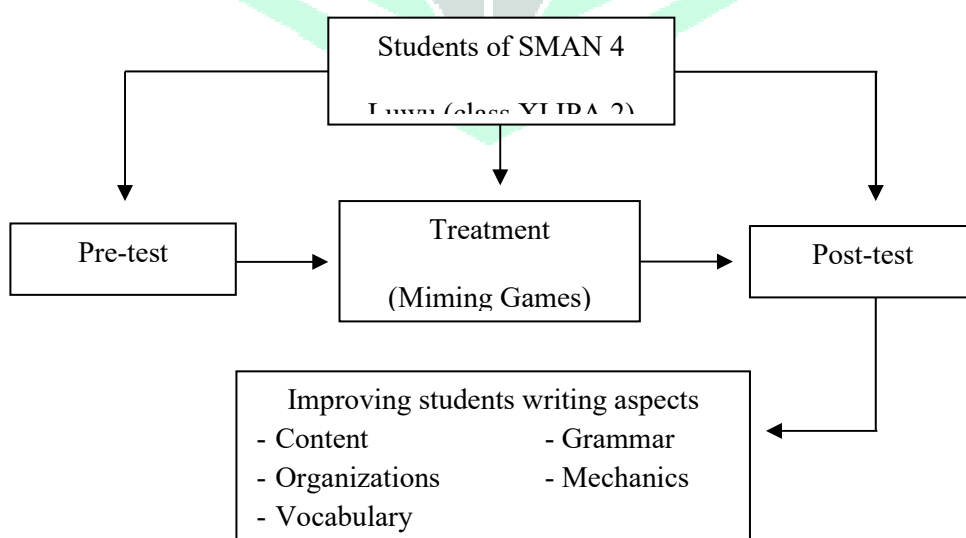 Students of SMAN 4
Luwu (class XI IPA 2)
Pre-test
Treatment
(Miming Games)
Post-test
Improving students writing aspects
- Content
- Grammar
- Organizations
- Mechanics
- Vocabulary